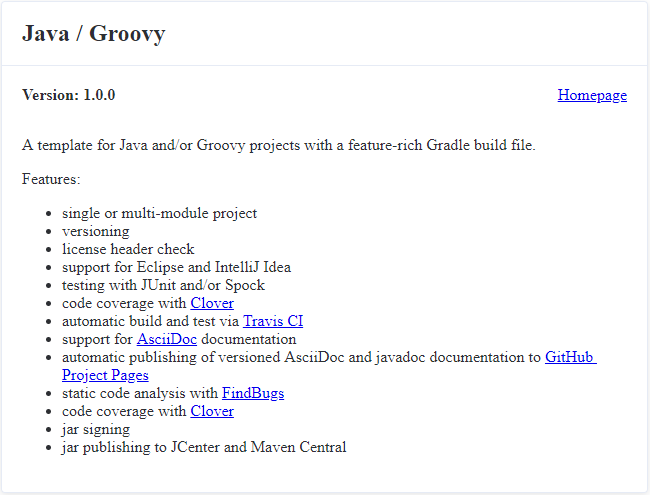 Java / Groovy
Version: 1.0.0
Homepage
A template for Java and/or Groovy projects with a feature-rich Gradle build file.
Features:
• single or multi-module project
• versioning
• license header check
• support for Eclipse and IntelliJ Idea
• testing with JUnit and/or Spock
• code coverage with Clover
• automatic build and test via Travis CI
• support for AsciiDoc documentation
• automatic publishing of versioned AsciiDoc and javadoc documentation to GitHub
Project Pages
• static code analysis with FindBugs
• code coverage with Clover
• jar signing
• jar publishing to JCenter and Maven Central